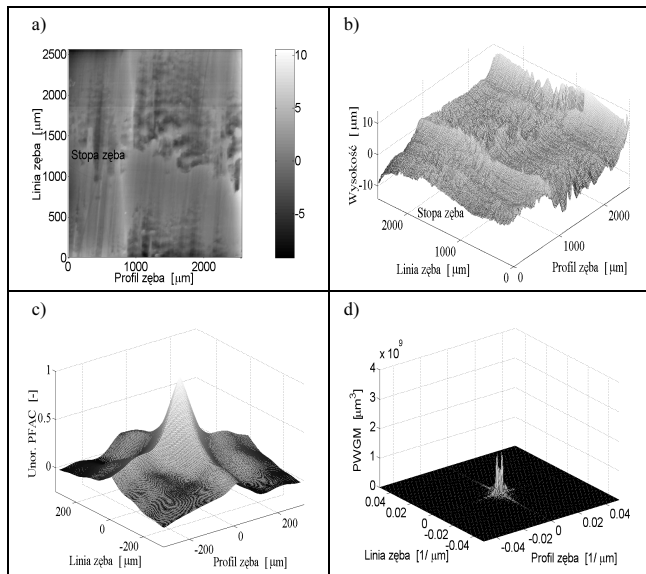 a)
2500
2000
1500
1000
500
0
Linia zęba [µm]
Stopa zęba
0 1000 2000
Profil zęba [µm]
10
5
0
-5
b)
Wysokość [µm]
10
0
-10
Stopa zęba
2000
1000
0
Linia zęba [µm]
0
1000
2000
Profil zęba [µm]
c)
Unor. PFAC [-]
1
0.5
0
200
0
-200
Linia zęba [µm]
-200
0
200
Profil zęba [µm]
d)
x 10⁹
PWGM [µm³]
4
3
2
1
0
0.04
0.02
0
-0.02
-0.04
Linia zęba [1/µm]
-0.04
-0.02
0
0.02
0.04
Profil zęba [1/µm]